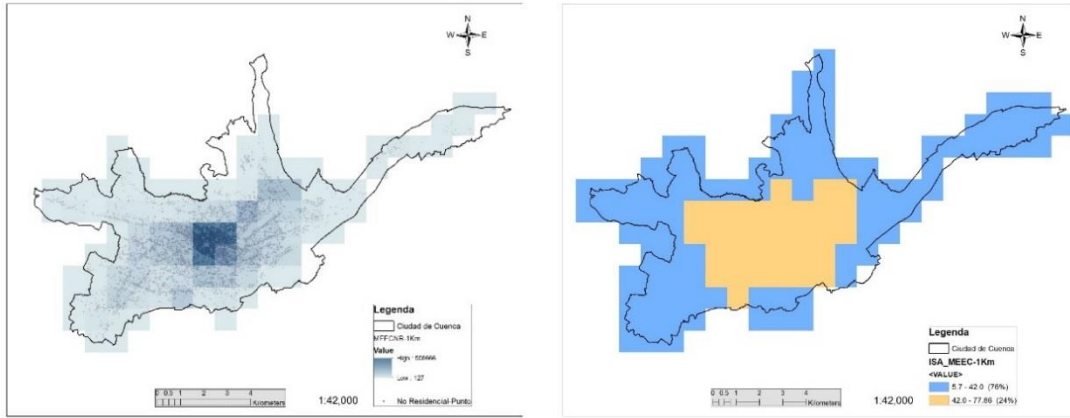 N
W E
S
Legenda
Ciudad de Cuenca
Value
High :
Low : 127
No Residencial-Punto
0 0.5 1 2 3 4
Kilometers
1:42,000
N
W E
S
Legenda
Ciudad de Cuenca
ISA_MEEC-1Km
<VALUE>
5.7 - 42.0 (76%)
42.0 - 77.86 (24%)
0 0.5 1 2 3 4
Kilometers
1:42,000